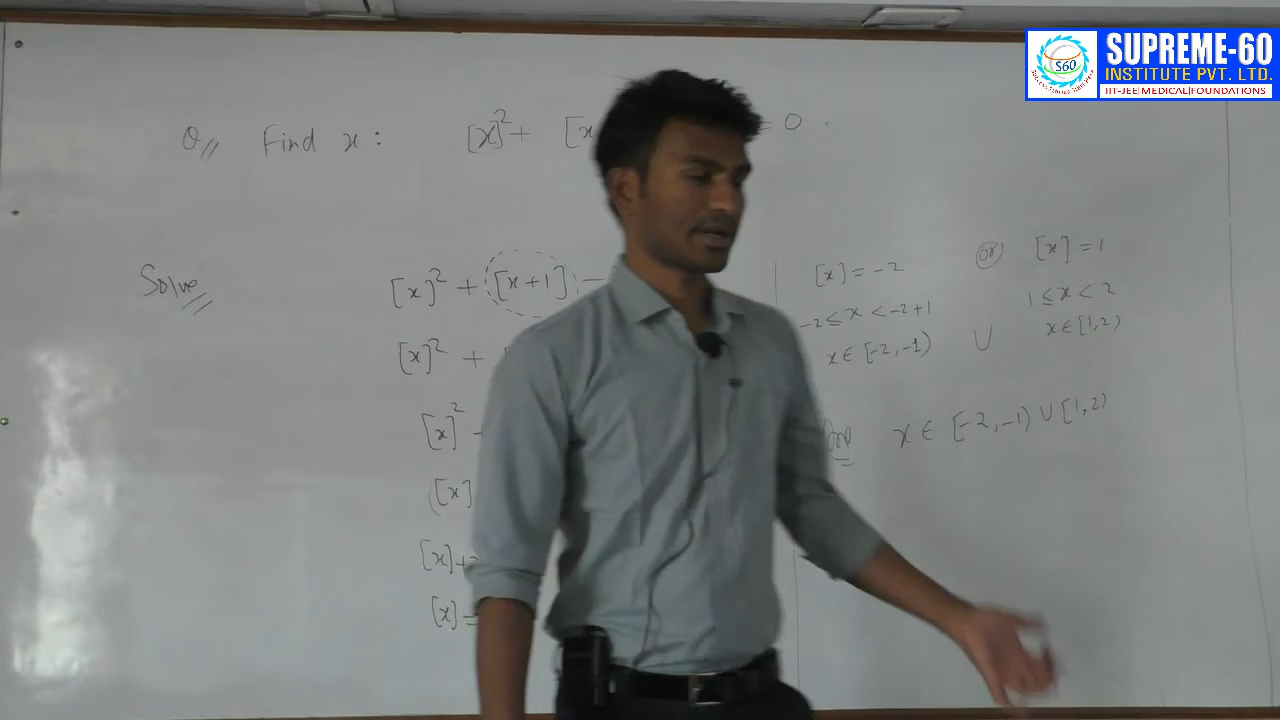 SUPREME-60
INSTITUTE PVT. LTD.
IIT-JEE|MEDICAL|FOUNDATIONS
S60
Q,, Find x : [x]²+ [x = 0 .
Solve
[x]² + [x+1] -
[x]² +
[x]² -
([x]
[x]+
[x] =
[x] = -2 (or) [x] = 1
-2 ≤ x < -2+1 1 ≤ x < 2
x ∈ [-2,-1) ∪ x ∈ [1,2)
x ∈ [-2,-1) ∪ [1,2)